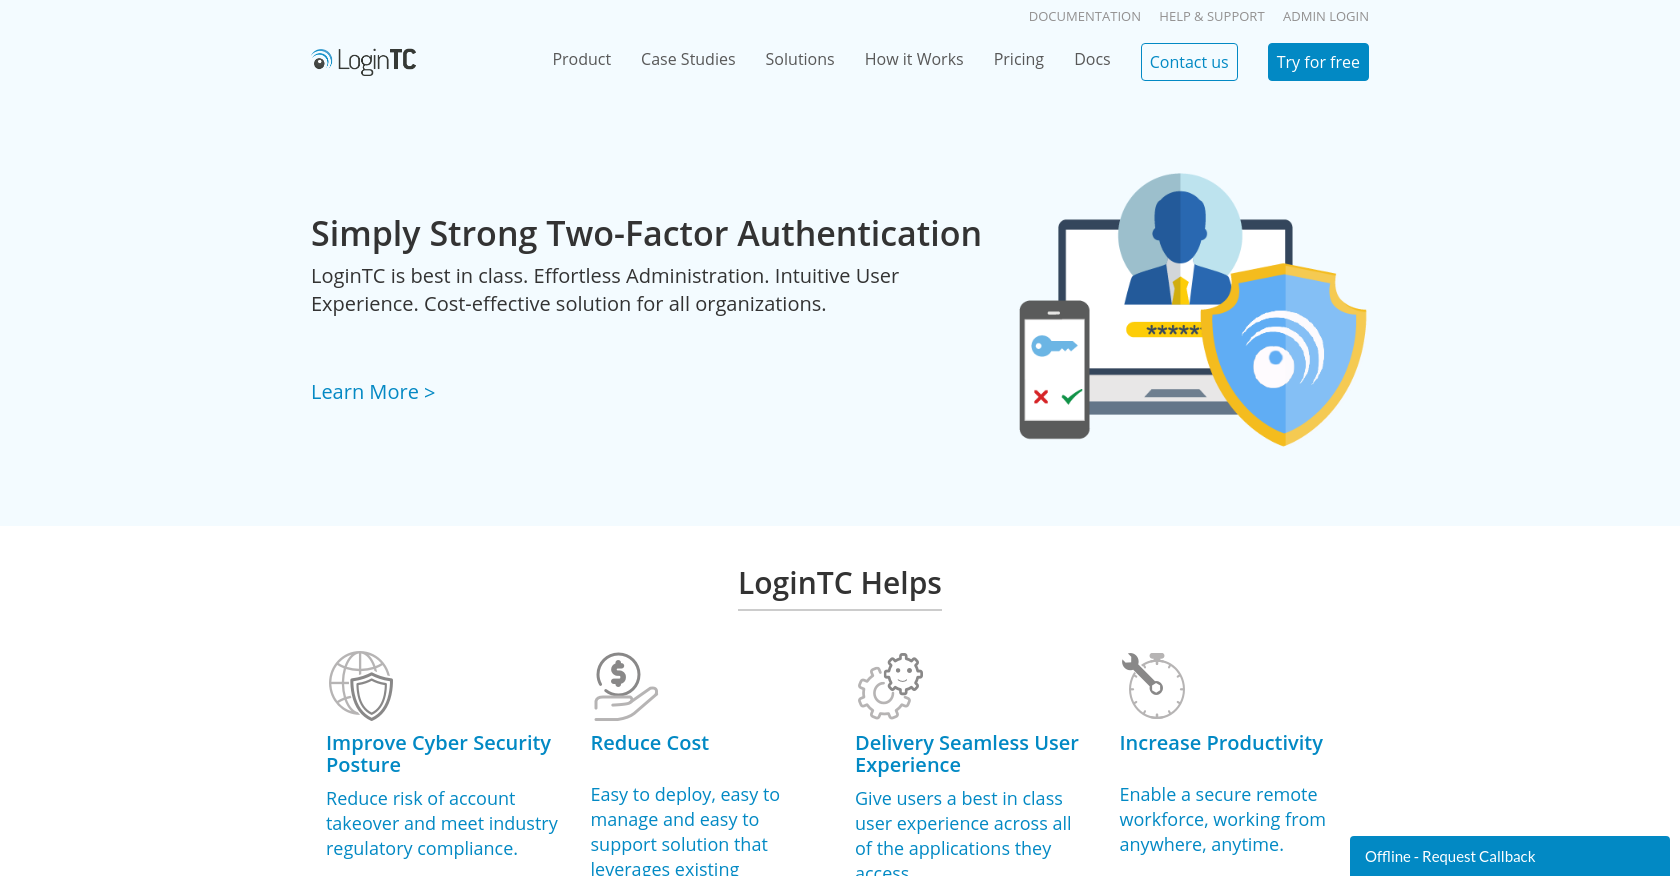 DOCUMENTATION HELP & SUPPORT ADMIN LOGIN
LoginTC
Product Case Studies Solutions How it Works Pricing Docs Contact us Try for free
Simply Strong Two-Factor Authentication
LoginTC is best in class. Effortless Administration. Intuitive User
Experience. Cost-effective solution for all organizations.
******
Learn More >
LoginTC Helps
Improve Cyber Security
Posture
Reduce risk of account
takeover and meet industry
regulatory compliance.
Reduce Cost
Easy to deploy, easy to
manage and easy to
support solution that
leverages existing
Delivery Seamless User
Experience
Give users a best in class
user experience across all
of the applications they
access.
Increase Productivity
Enable a secure remote
workforce, working from
anywhere, anytime.
Offline - Request Callback